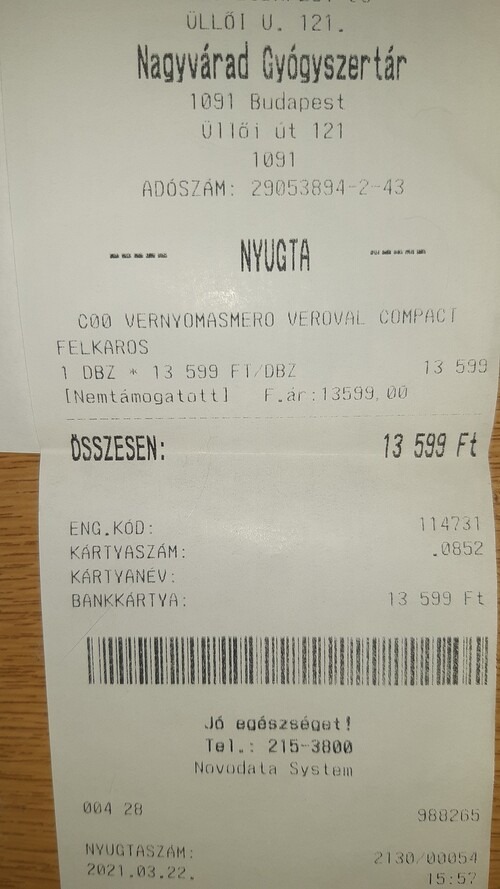 ÜLLŐI U. 121.
Nagyvárad Gyógyszertár
1091 Budapest
Üllői út 121
1091
ADÓSZÁM: 29053894-2-43
---- NYUGTA ----
C00 VERNYOMASMERO VEROVAL COMPACT
FELKAROS
1 DBZ * 13 599 FT/DBZ 13 599
[Nemtámogatott] F.ár:13599,00
ÖSSZESEN: 13 599 Ft
ENG.KÓD: 114731
KÁRTYASZÁM: .0852
KÁRTYANÉV:
BANKKÁRTYA: 13 599 Ft
Jó egészséget!
Tel.: 215-3800
Novodata System
004 28 988265
NYUGTASZÁM: 2130/00054
2021.03.22. 15:57